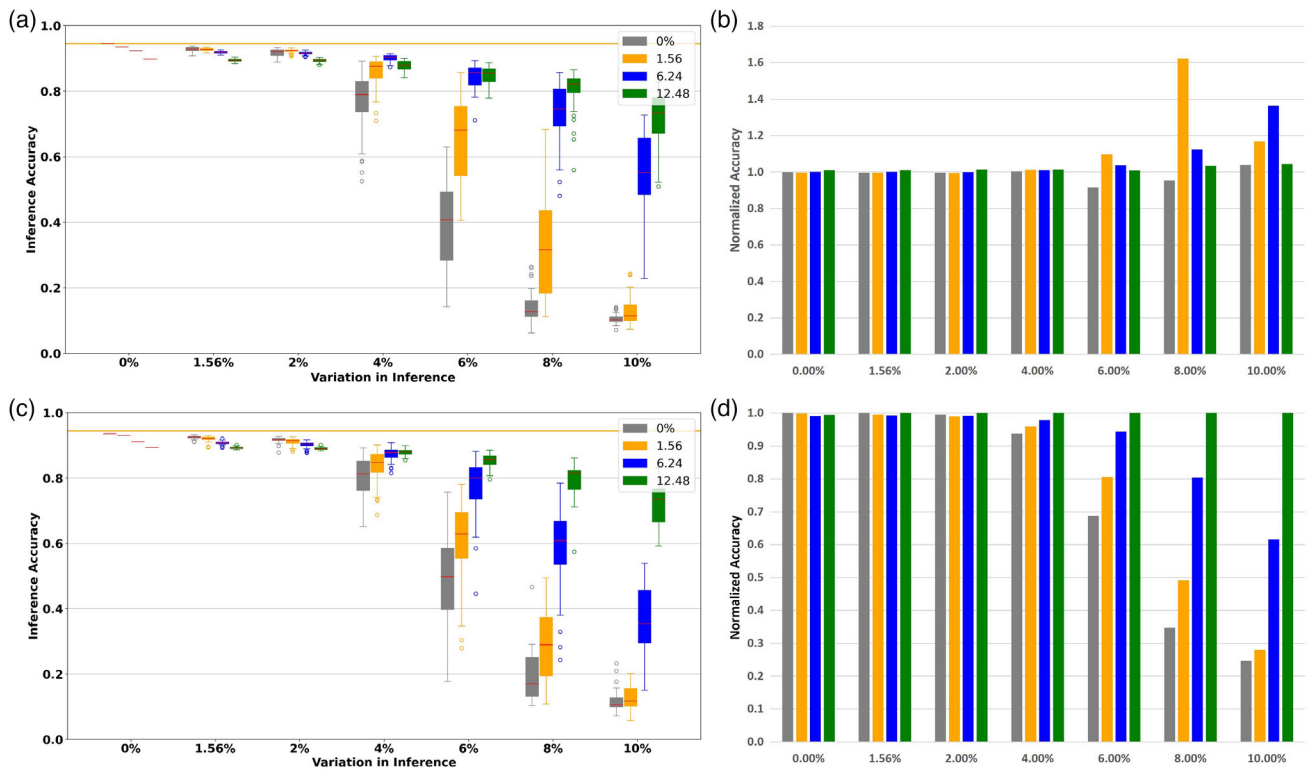 (a)
1.0
0.8
0.6
0.4
0.2
0.0
Inference Accuracy
0%
1.56
6.24
12.48
0% 1.56% 2% 4% 6% 8% 10%
Variation in Inference
(b)
1.8
1.6
1.4
1.2
1.0
0.8
0.6
0.4
0.2
0.0
Normalized Accuracy
0.00% 1.56% 2.00% 4.00% 6.00% 8.00% 10.00%
(c)
1.0
0.8
0.6
0.4
0.2
0.0
Inference Accuracy
0%
1.56
6.24
12.48
0% 1.56% 2% 4% 6% 8% 10%
Variation in Inference
(d)
1.0
0.9
0.8
0.7
0.6
0.5
0.4
0.3
0.2
0.1
0.0
Normalized Accuracy
0.00% 1.56% 2.00% 4.00% 6.00% 8.00% 10.00%